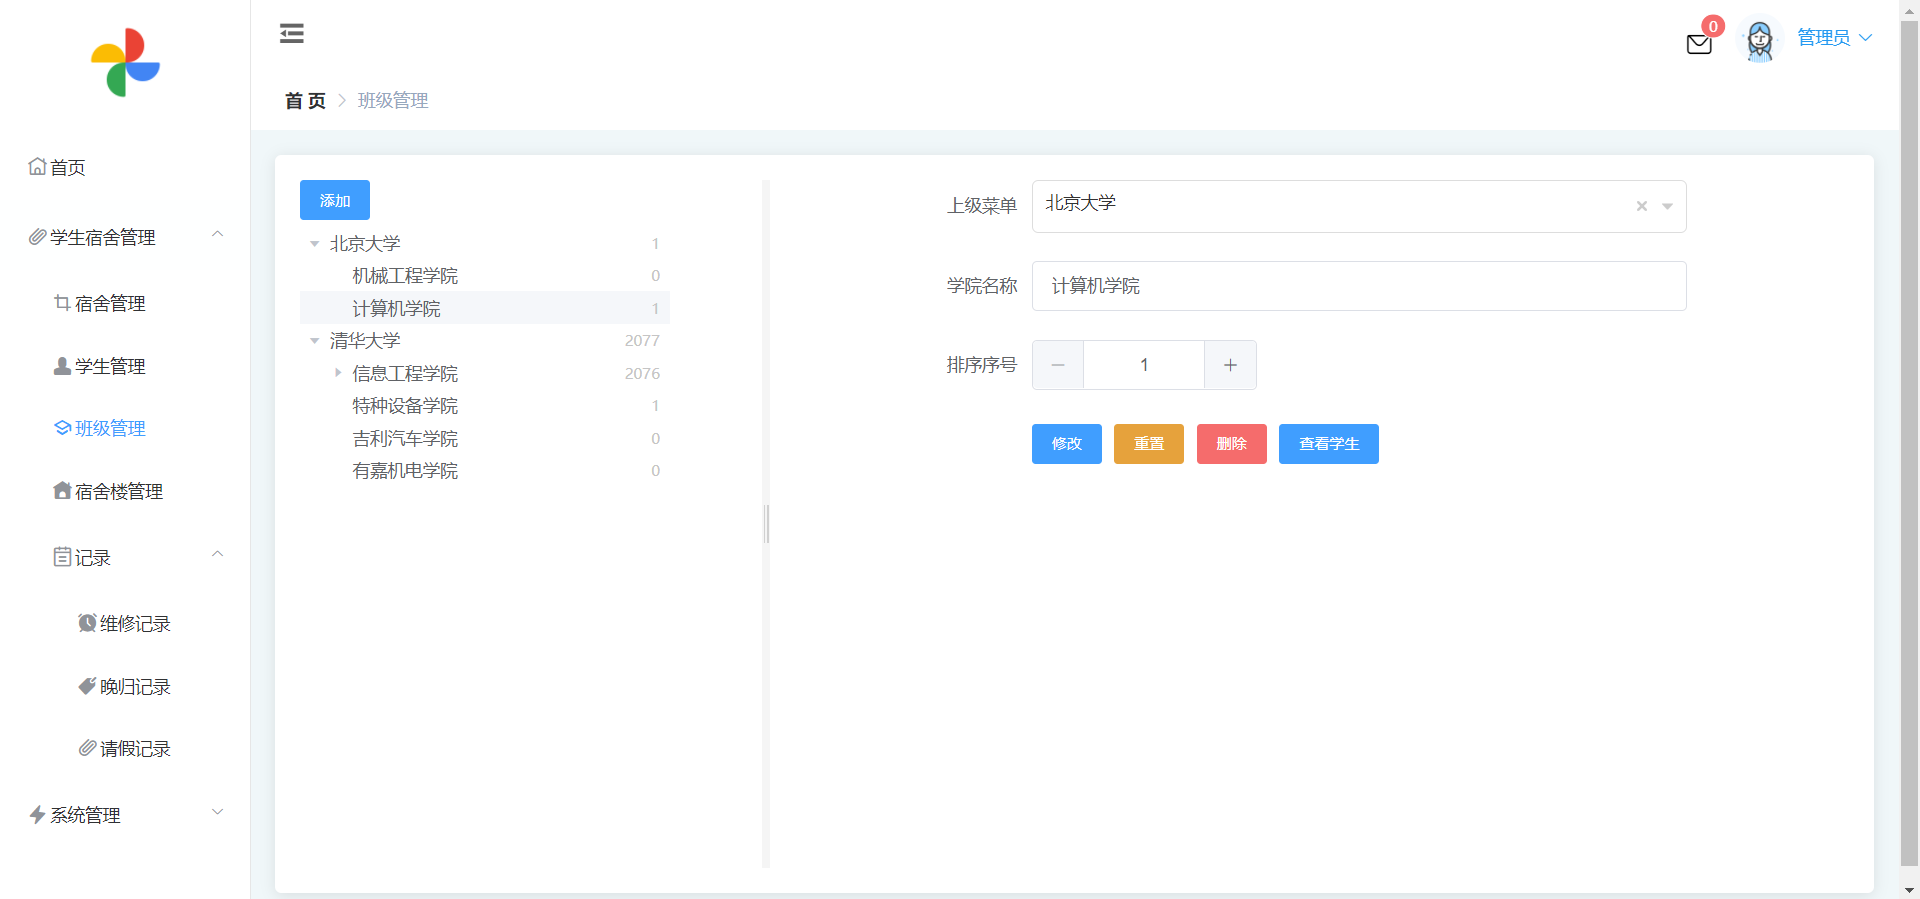 0
管理员
首 页
班级管理
首页
学生宿舍管理
宿舍管理
学生管理
班级管理
宿舍楼管理
记录
维修记录
晚归记录
请假记录
系统管理
添加
北京大学 1
机械工程学院 0
计算机学院 1
清华大学 2077
信息工程学院 2076
特种设备学院 1
吉利汽车学院 0
有嘉机电学院 0
上级菜单 北京大学
学院名称 计算机学院
排序序号 1
修改 重置 删除 查看学生